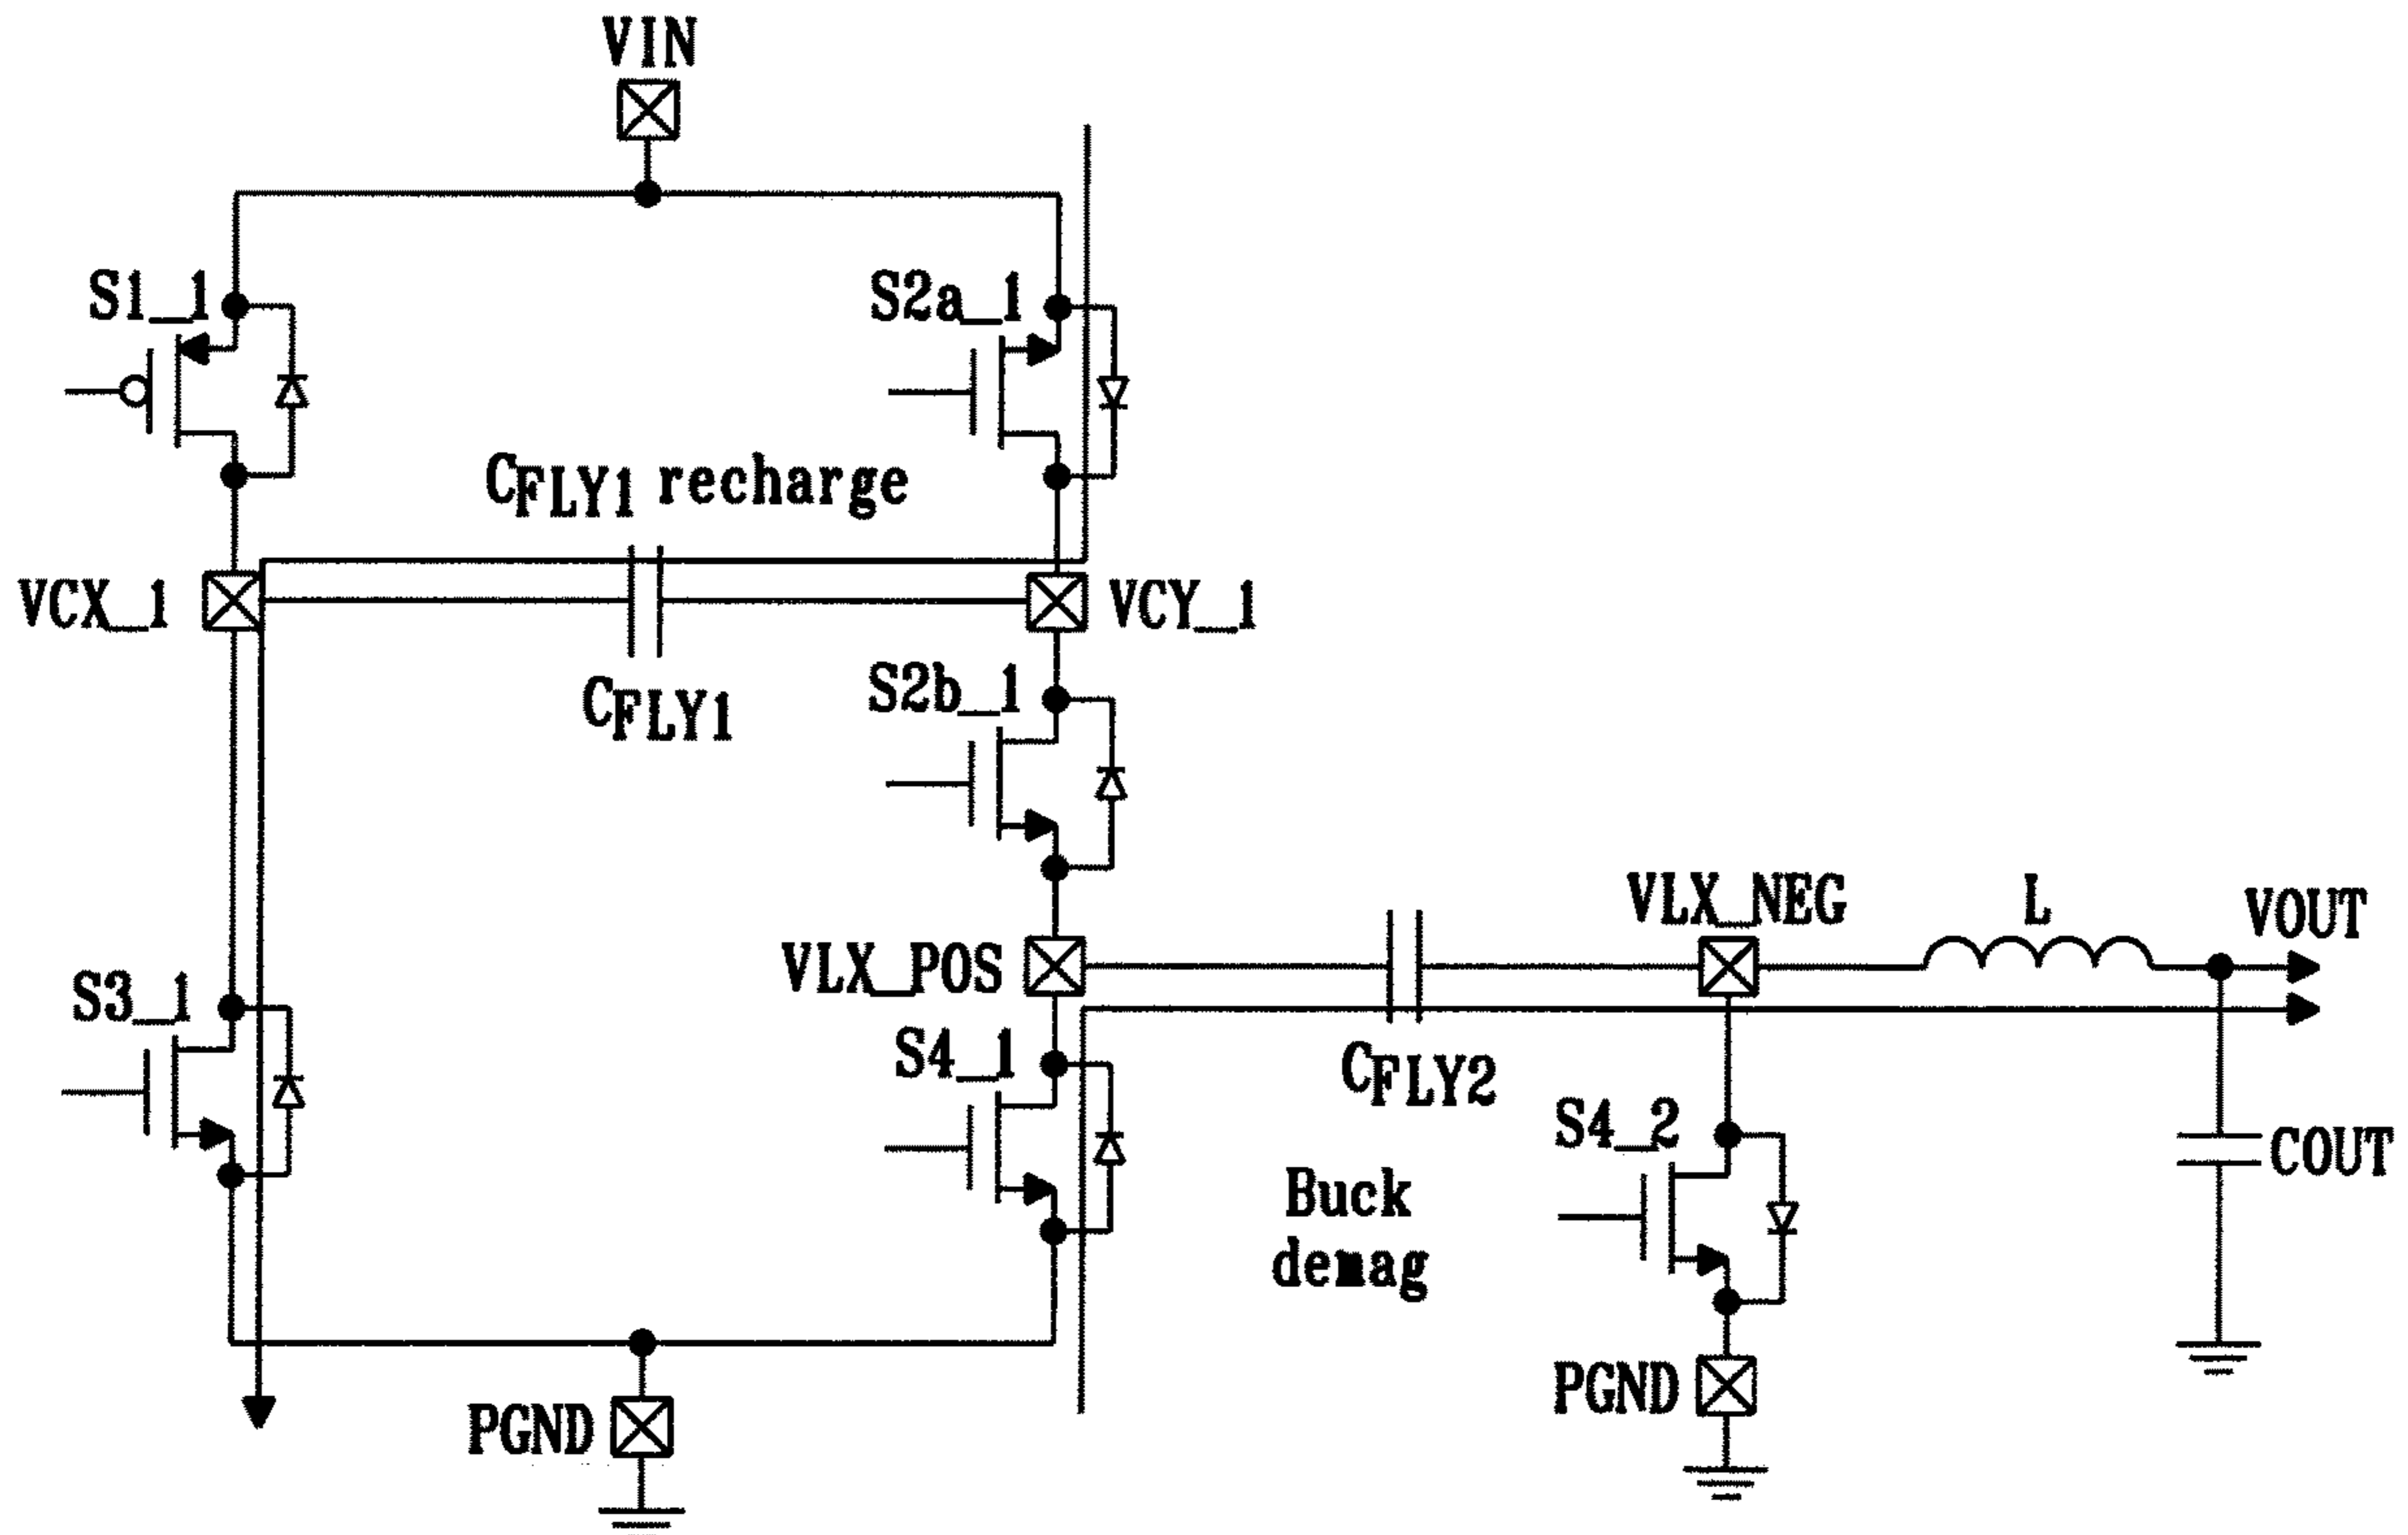 VIN
S1_1
S2a_1
CFLY1 recharge
VCX_1
VCY_1
CFLY1
S2b_1
VLX_POS
VLX_NEG
L
VOUT
S3_1
S4_1
CFLY2
S4_2
COUT
Buck
demag
PGND
PGND